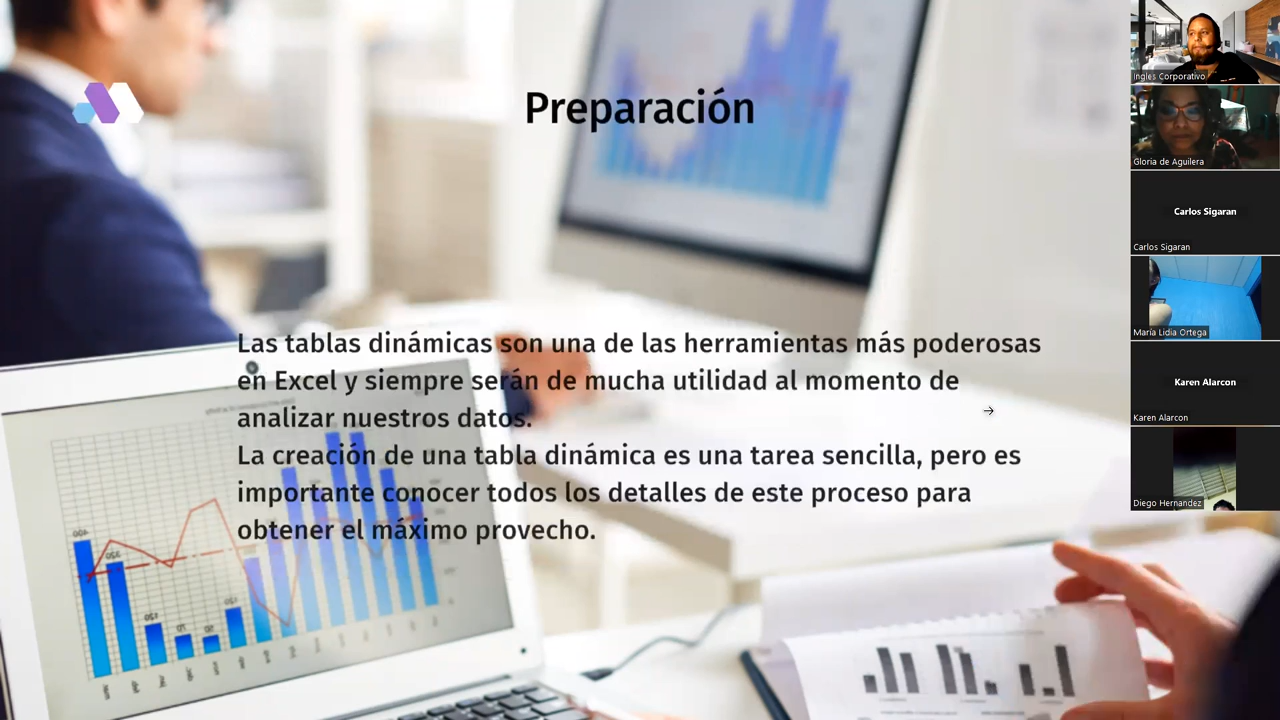 Preparación
Las tablas dinámicas son una de las herramientas más poderosas
en Excel y siempre serán de mucha utilidad al momento de
analizar nuestros datos.
La creación de una tabla dinámica es una tarea sencilla, pero es
importante conocer todos los detalles de este proceso para
obtener el máximo provecho.
Ingles Corporativo
Gloria de Aguilera
Carlos Sigaran
Carlos Sigaran
María Lidia Ortega
Karen Alarcon
Karen Alarcon
Diego Hernandez